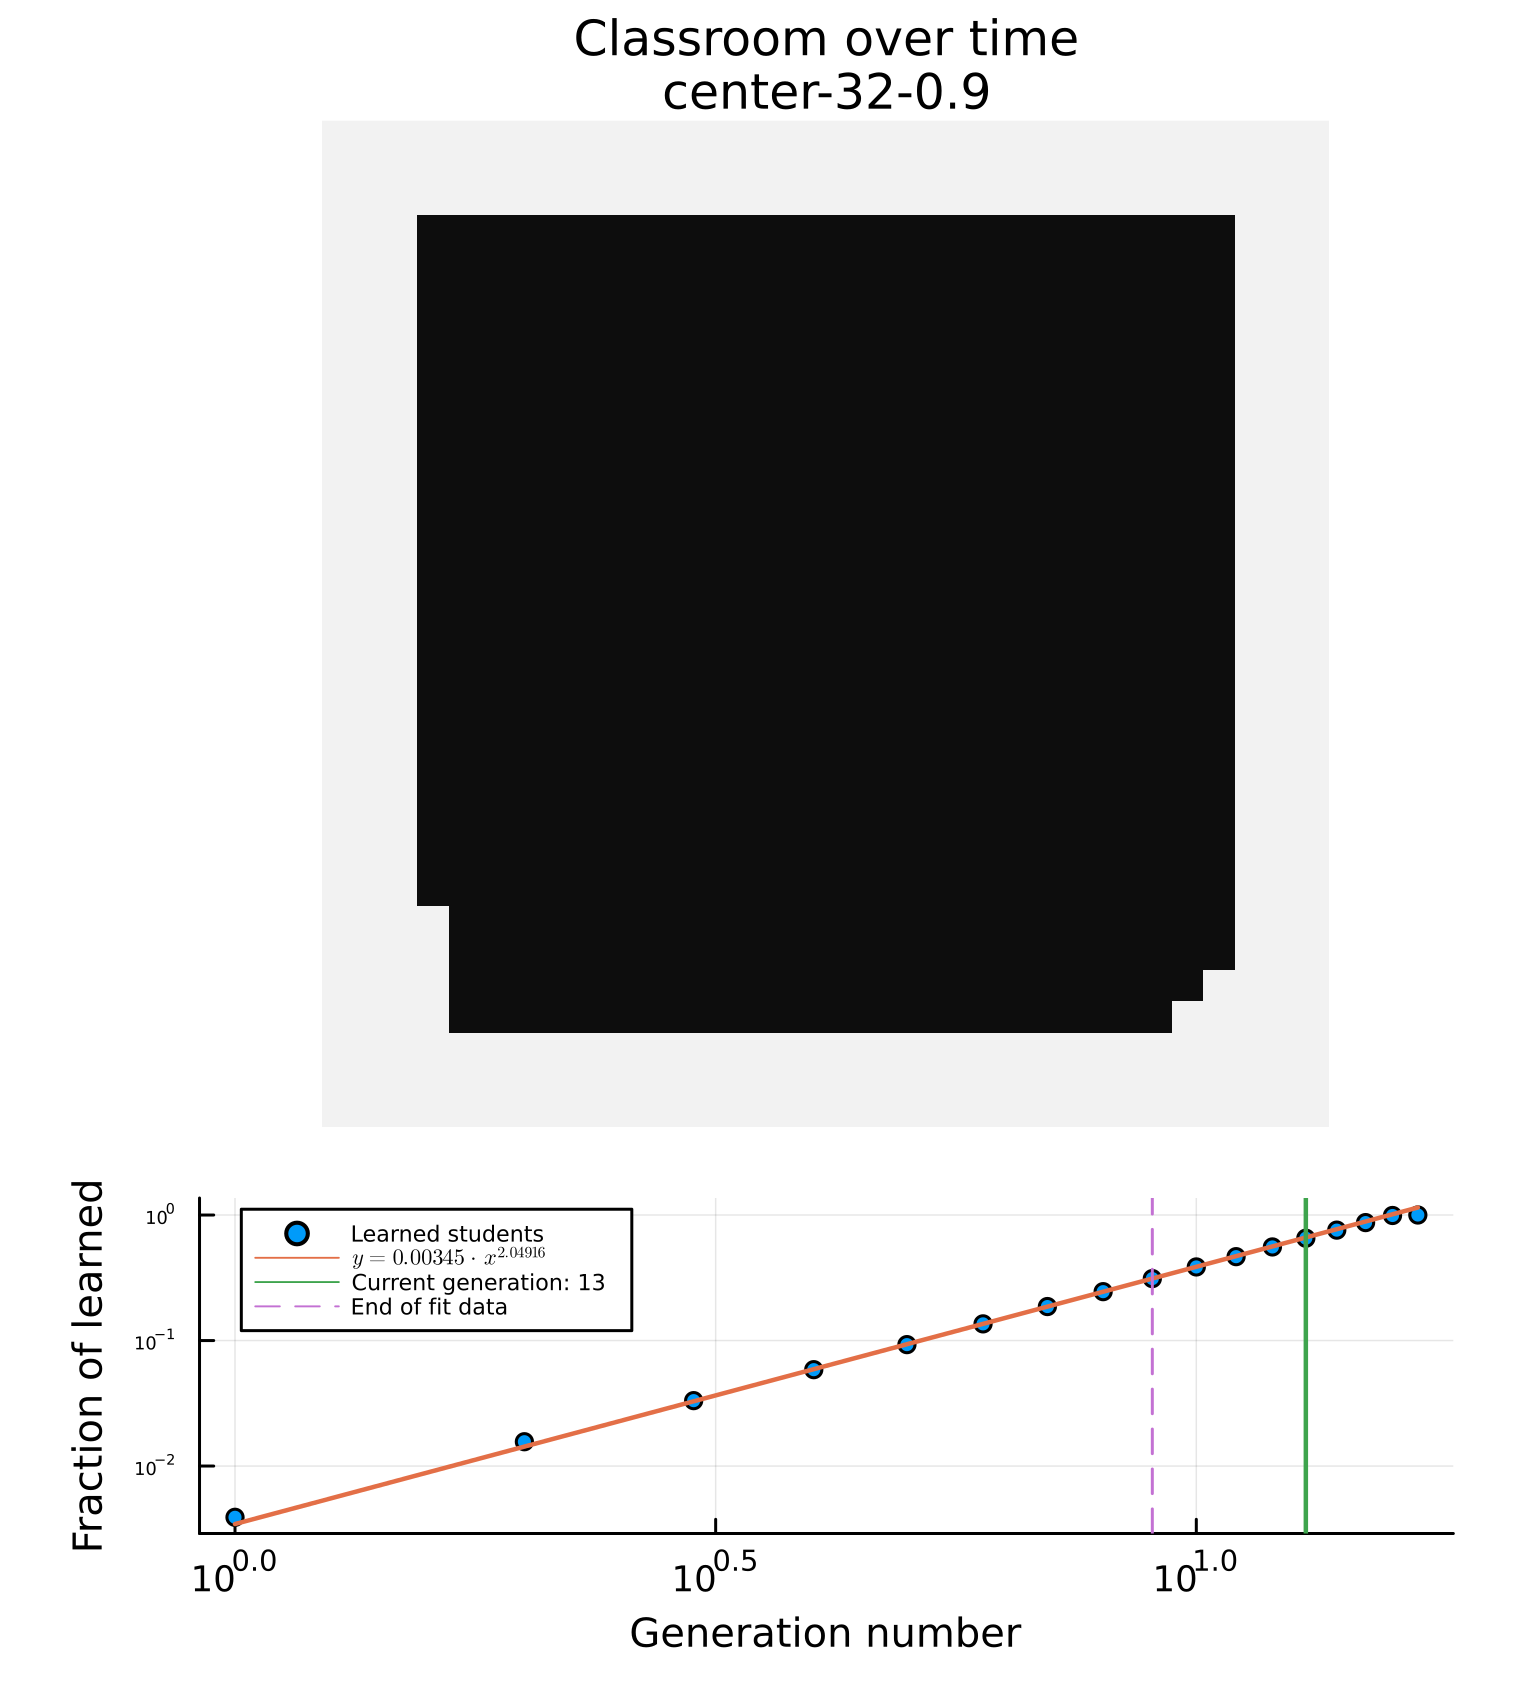 Classroom over time
center-32-0.9
Fraction of learned
10^0
10^-1
10^-2
Learned students
y = 0.00345 · x^2.04916
Current generation: 13
End of fit data
10^0.0 10^0.5 10^1.0
Generation number